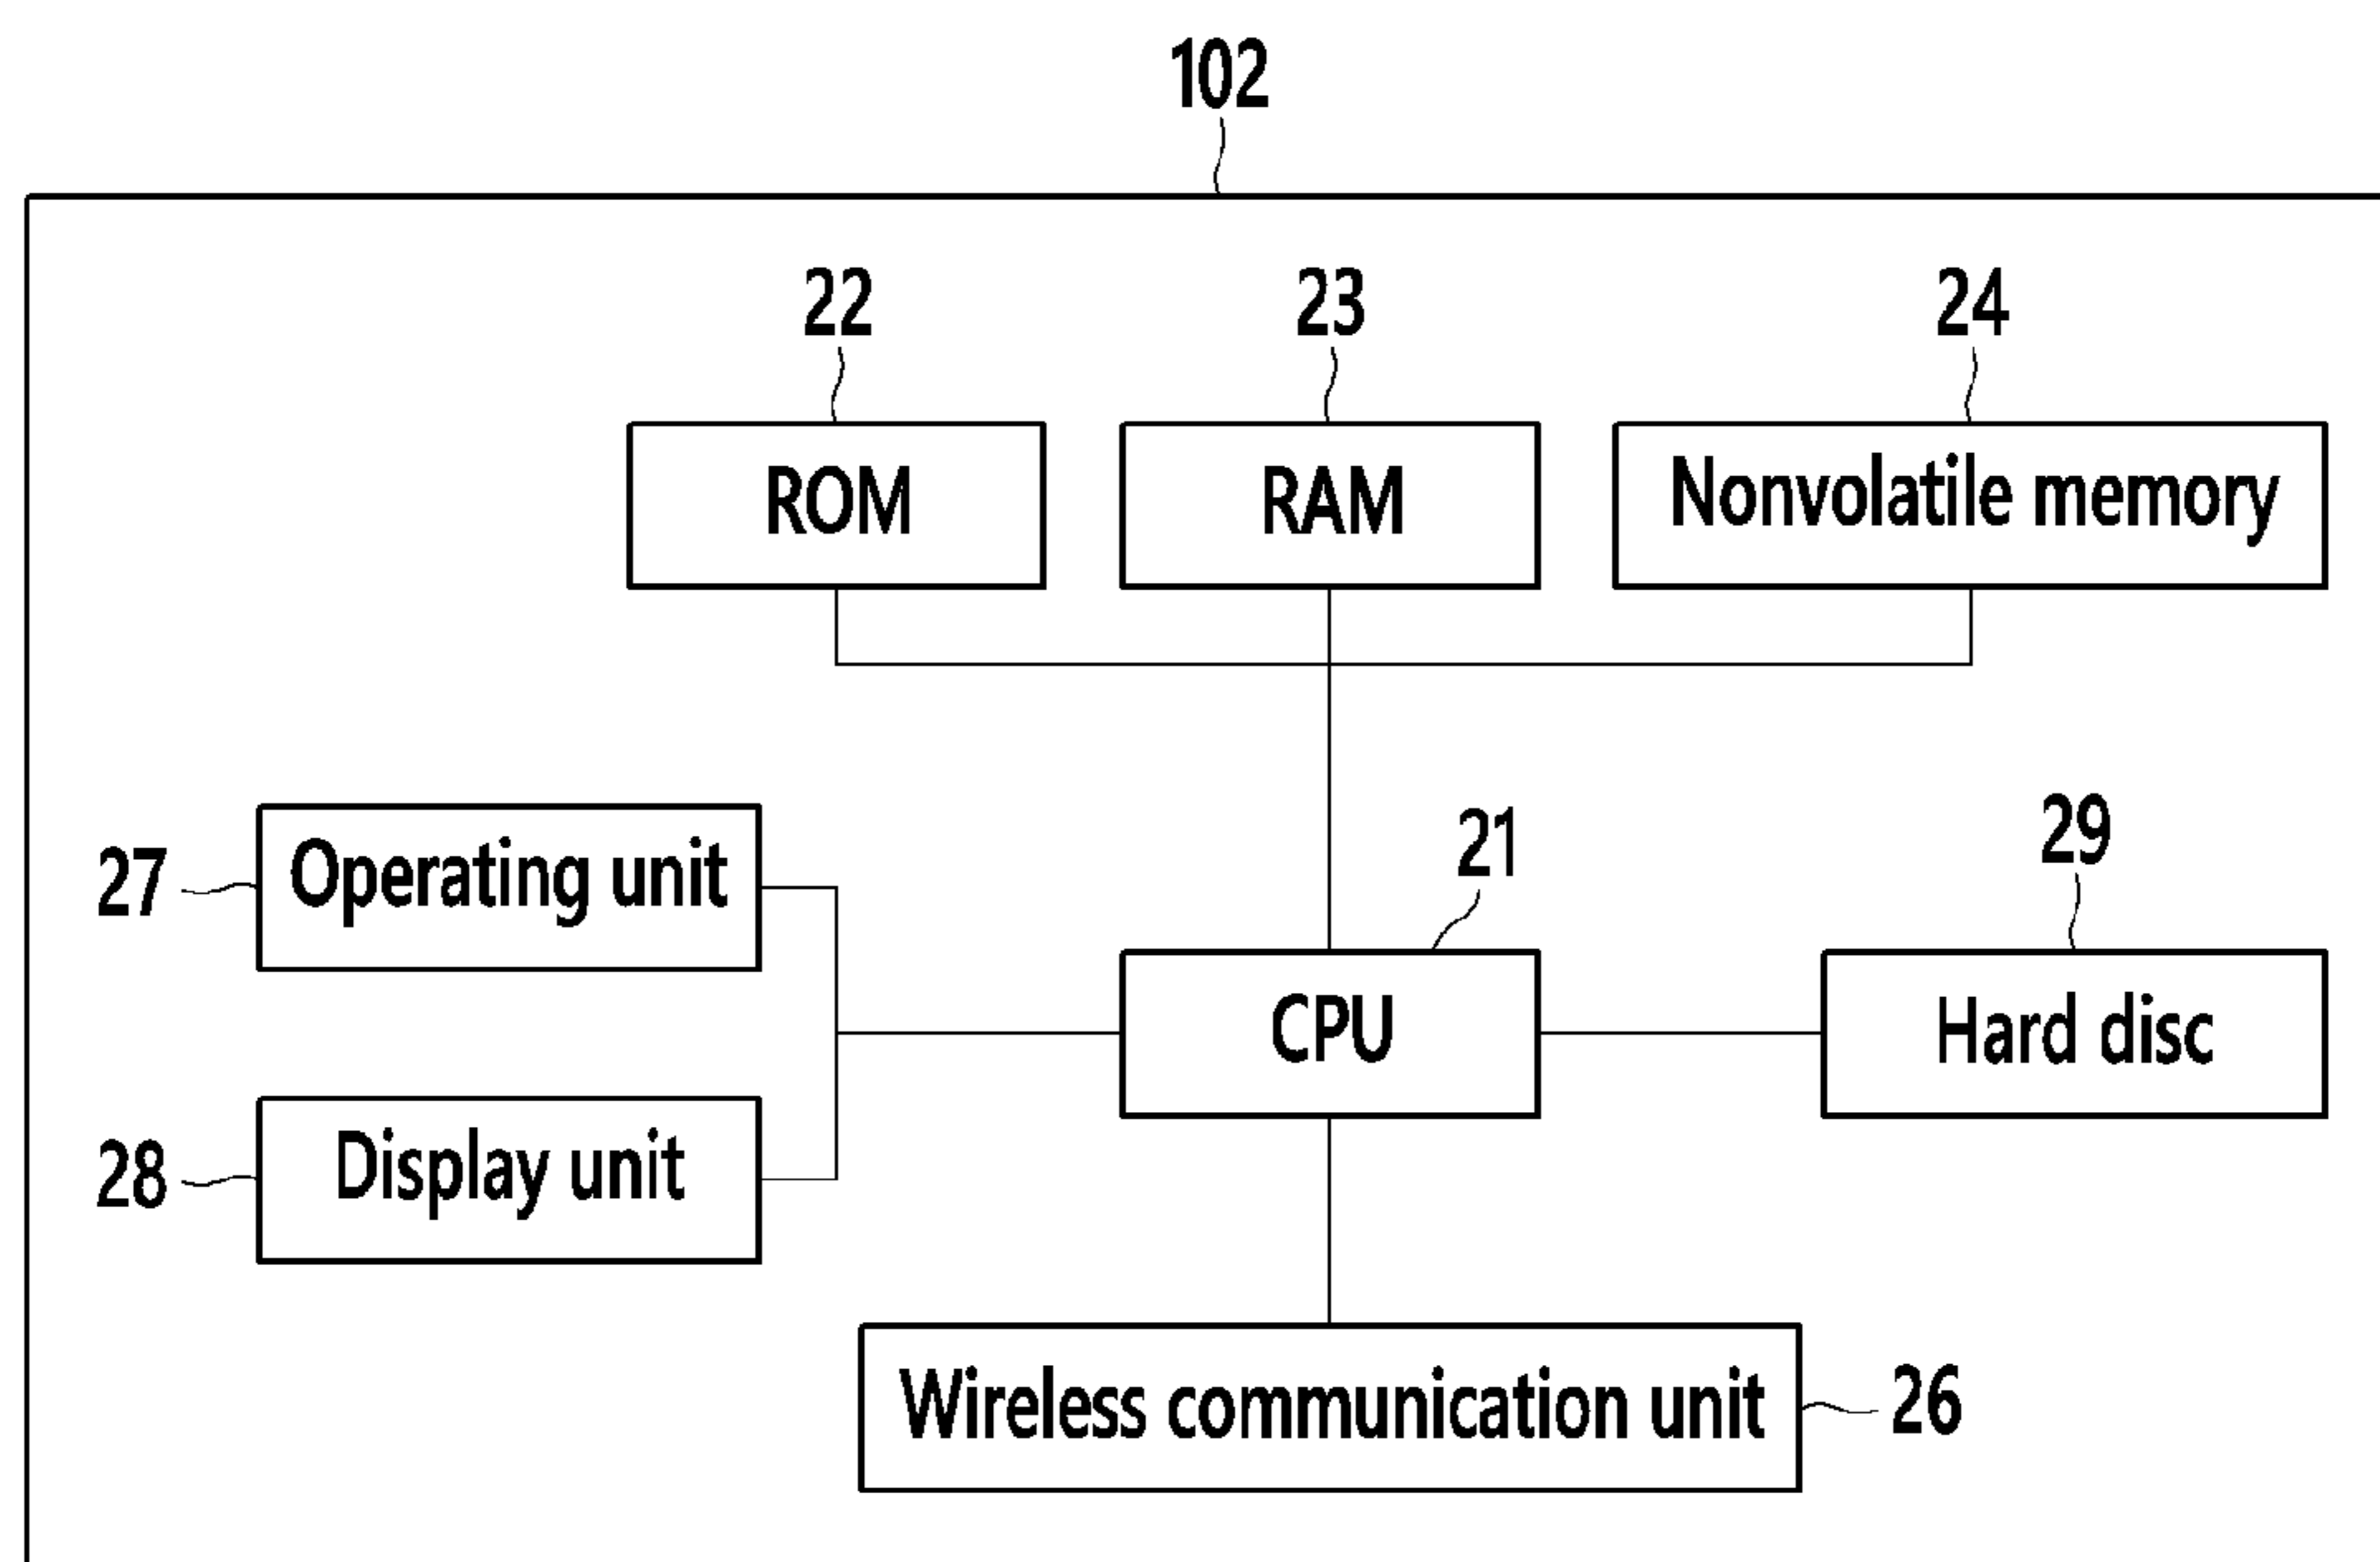 102
22
23
24
ROM
RAM
Nonvolatile memory
21
29
27
Operating unit
CPU
Hard disc
28
Display unit
Wireless communication unit
26